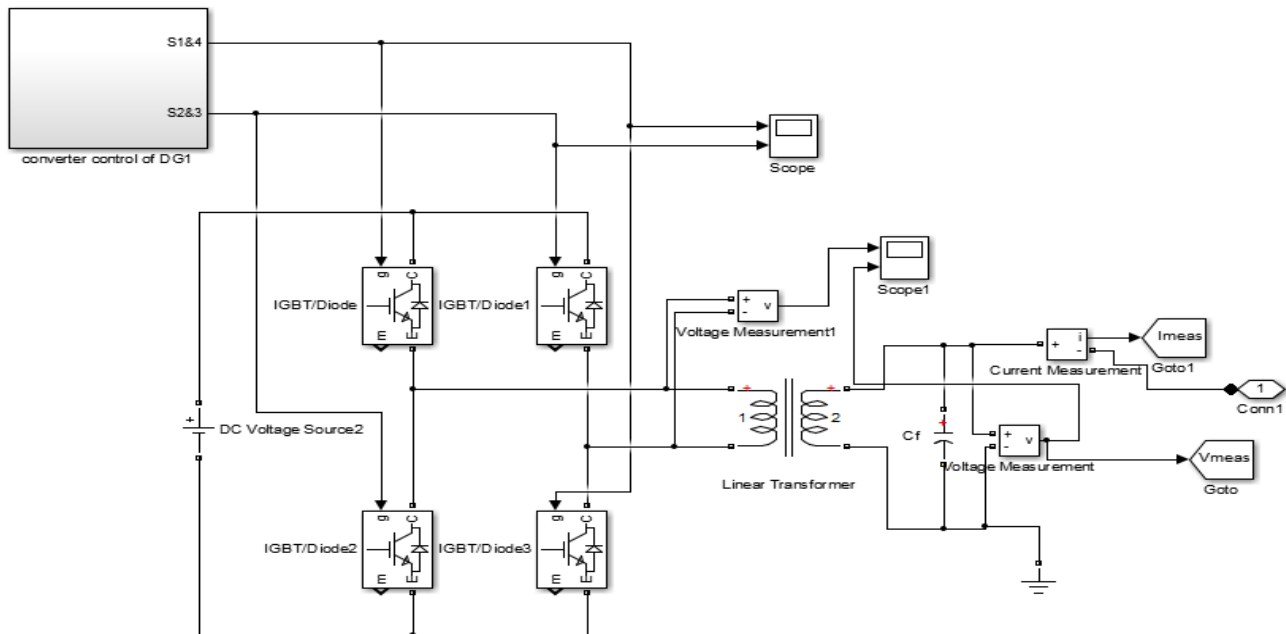 S1&4
S2&3
converter control of DG1
Scope
g
C
IGBT/Diode
m
E
g
C
IGBT/Diode1
m
E
+
-
v
Voltage Measurement1
Scope1
+
DC Voltage Source2
+
1
+
2
Linear Transformer
+
Cf
+
i
-
Current Measurement
Imeas
Goto1
1
Conn1
+
-
v
Voltage Measurement
Vmeas
Goto
g
C
IGBT/Diode2
m
E
g
C
IGBT/Diode3
m
E